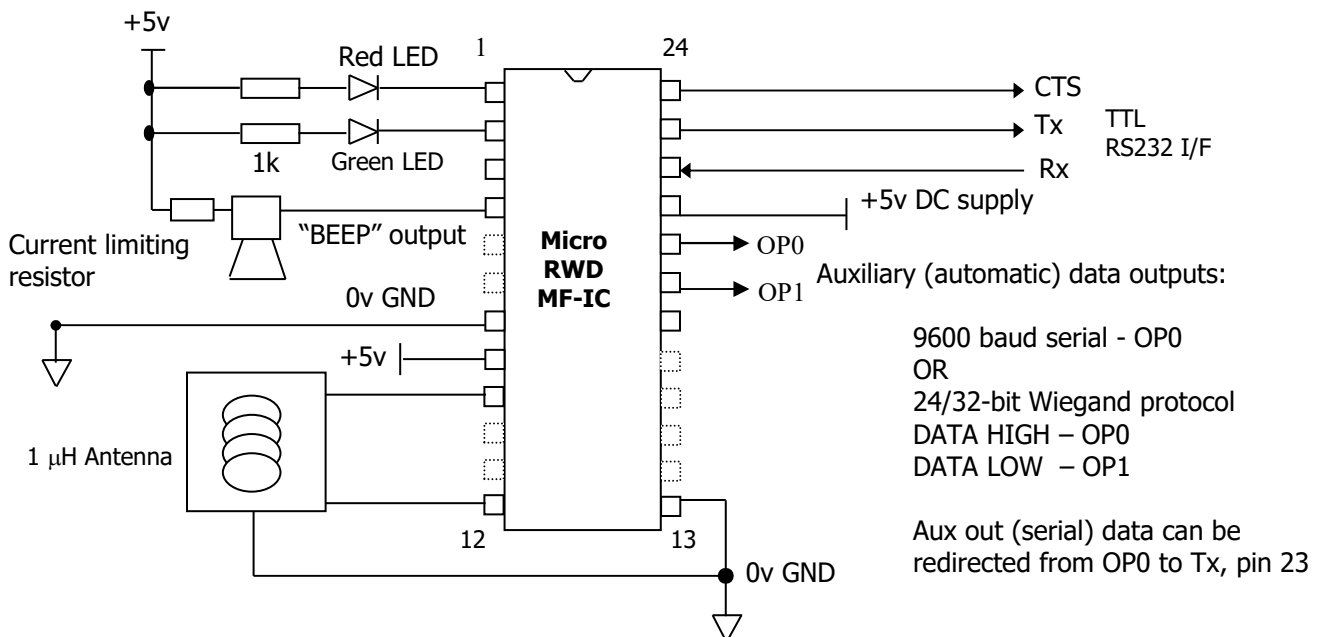 +5v
Red LED
1
24
CTS
Tx
TTL
RS232 I/F
1k
Green LED
Rx
+5v DC supply
"BEEP" output
Current limiting
resistor
Micro
RWD
MF-IC
OP0
OP1
Auxiliary (automatic) data outputs:
0v GND
+5v
9600 baud serial - OP0
OR
24/32-bit Wiegand protocol
DATA HIGH – OP0
DATA LOW – OP1
1 μH Antenna
12
13
Aux out (serial) data can be
redirected from OP0 to Tx, pin 23
0v GND